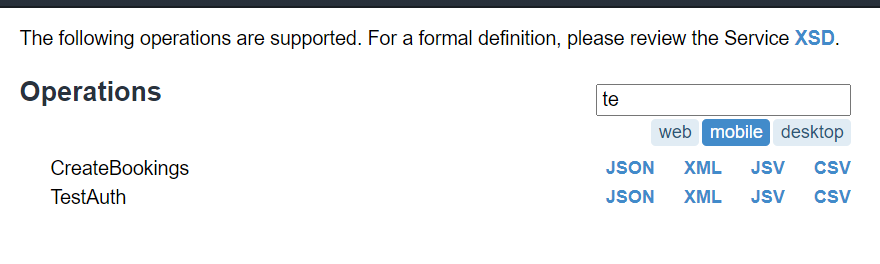 The following operations are supported. For a formal definition, please review the Service XSD.
Operations
te
web mobile desktop
CreateBookings JSON XML JSV CSV
TestAuth JSON XML JSV CSV